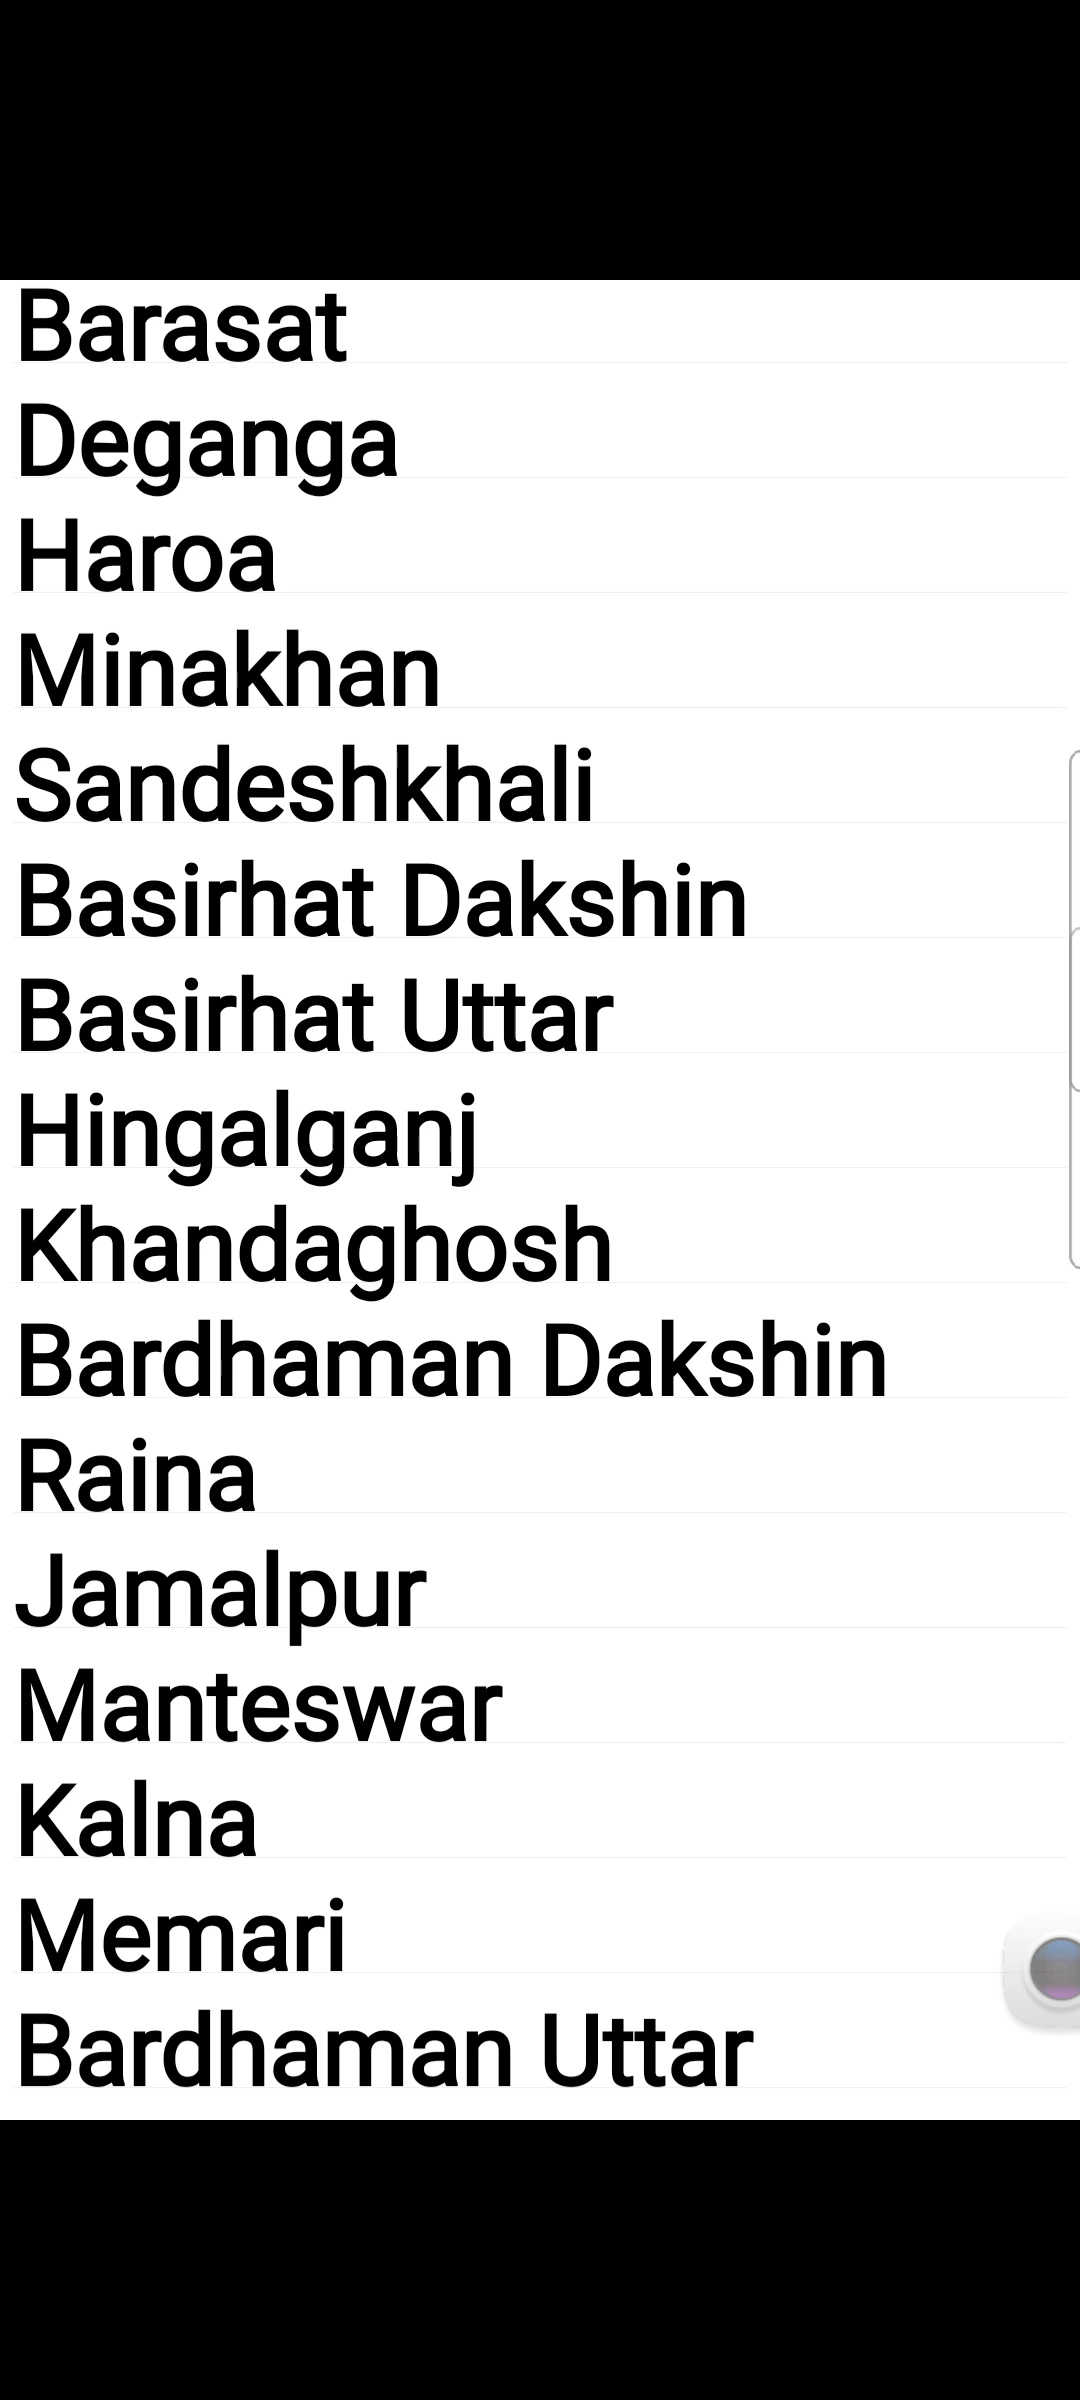 Barasat
Deganga
Haroa
Minakhan
Sandeshkhali
Basirhat Dakshin
Basirhat Uttar
Hingalganj
Khandaghosh
Bardhaman Dakshin
Raina
Jamalpur
Manteswar
Kalna
Memari
Bardhaman Uttar